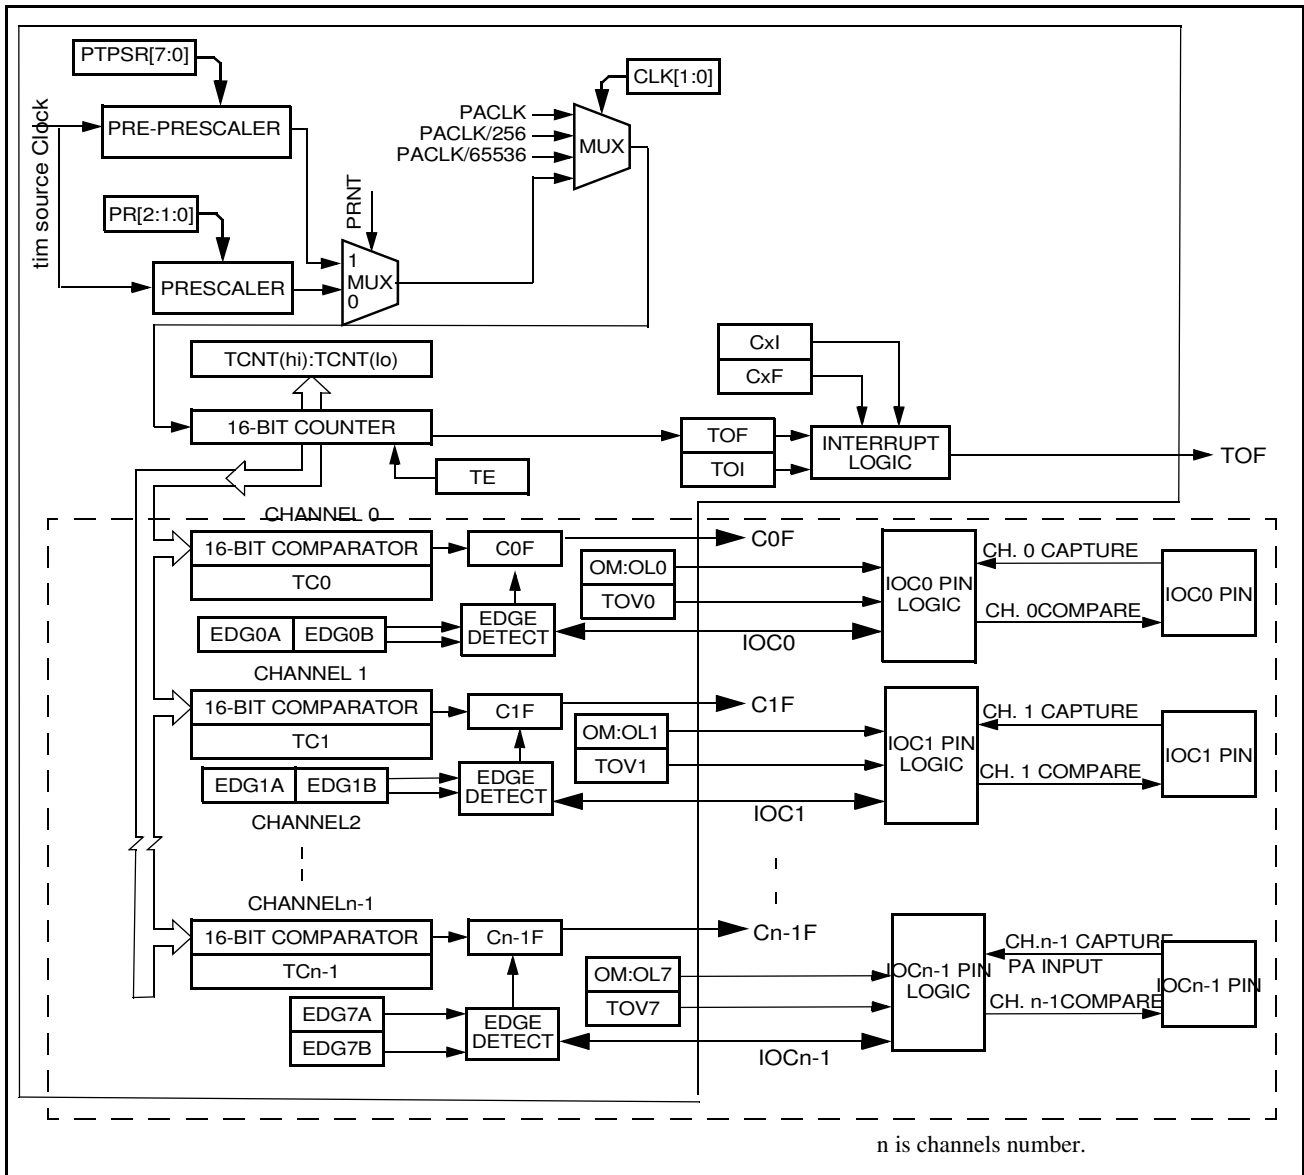 PTPSR[7:0]
CLK[1:0]
tim source Clock
PRE-PRESCALER
PACLK
PACLK/256
PACLK/65536
MUX
PR[2:1:0]
PRNT
PRESCALER
1
MUX
0
TCNT(hi):TCNT(lo)
CxI
CxF
16-BIT COUNTER
TOF
TOI
INTERRUPT
LOGIC
TOF
TE
CHANNEL 0
16-BIT COMPARATOR
TC0
C0F
C0F
OM:OL0
TOV0
IOC0 PIN
LOGIC
CH. 0 CAPTURE
CH. 0COMPARE
IOC0 PIN
EDG0A
EDG0B
EDGE
DETECT
IOC0
CHANNEL 1
16-BIT COMPARATOR
TC1
C1F
C1F
OM:OL1
TOV1
IOC1 PIN
LOGIC
CH. 1 CAPTURE
CH. 1 COMPARE
IOC1 PIN
EDG1A
EDG1B
EDGE
DETECT
IOC1
CHANNEL2
CHANNELn-1
16-BIT COMPARATOR
TCn-1
Cn-1F
Cn-1F
OM:OL7
TOV7
IOCn-1 PIN
LOGIC
CH.n-1 CAPTURE
PA INPUT
CH. n-1COMPARE
IOCn-1 PIN
EDG7A
EDG7B
EDGE
DETECT
IOCn-1
n is channels number.